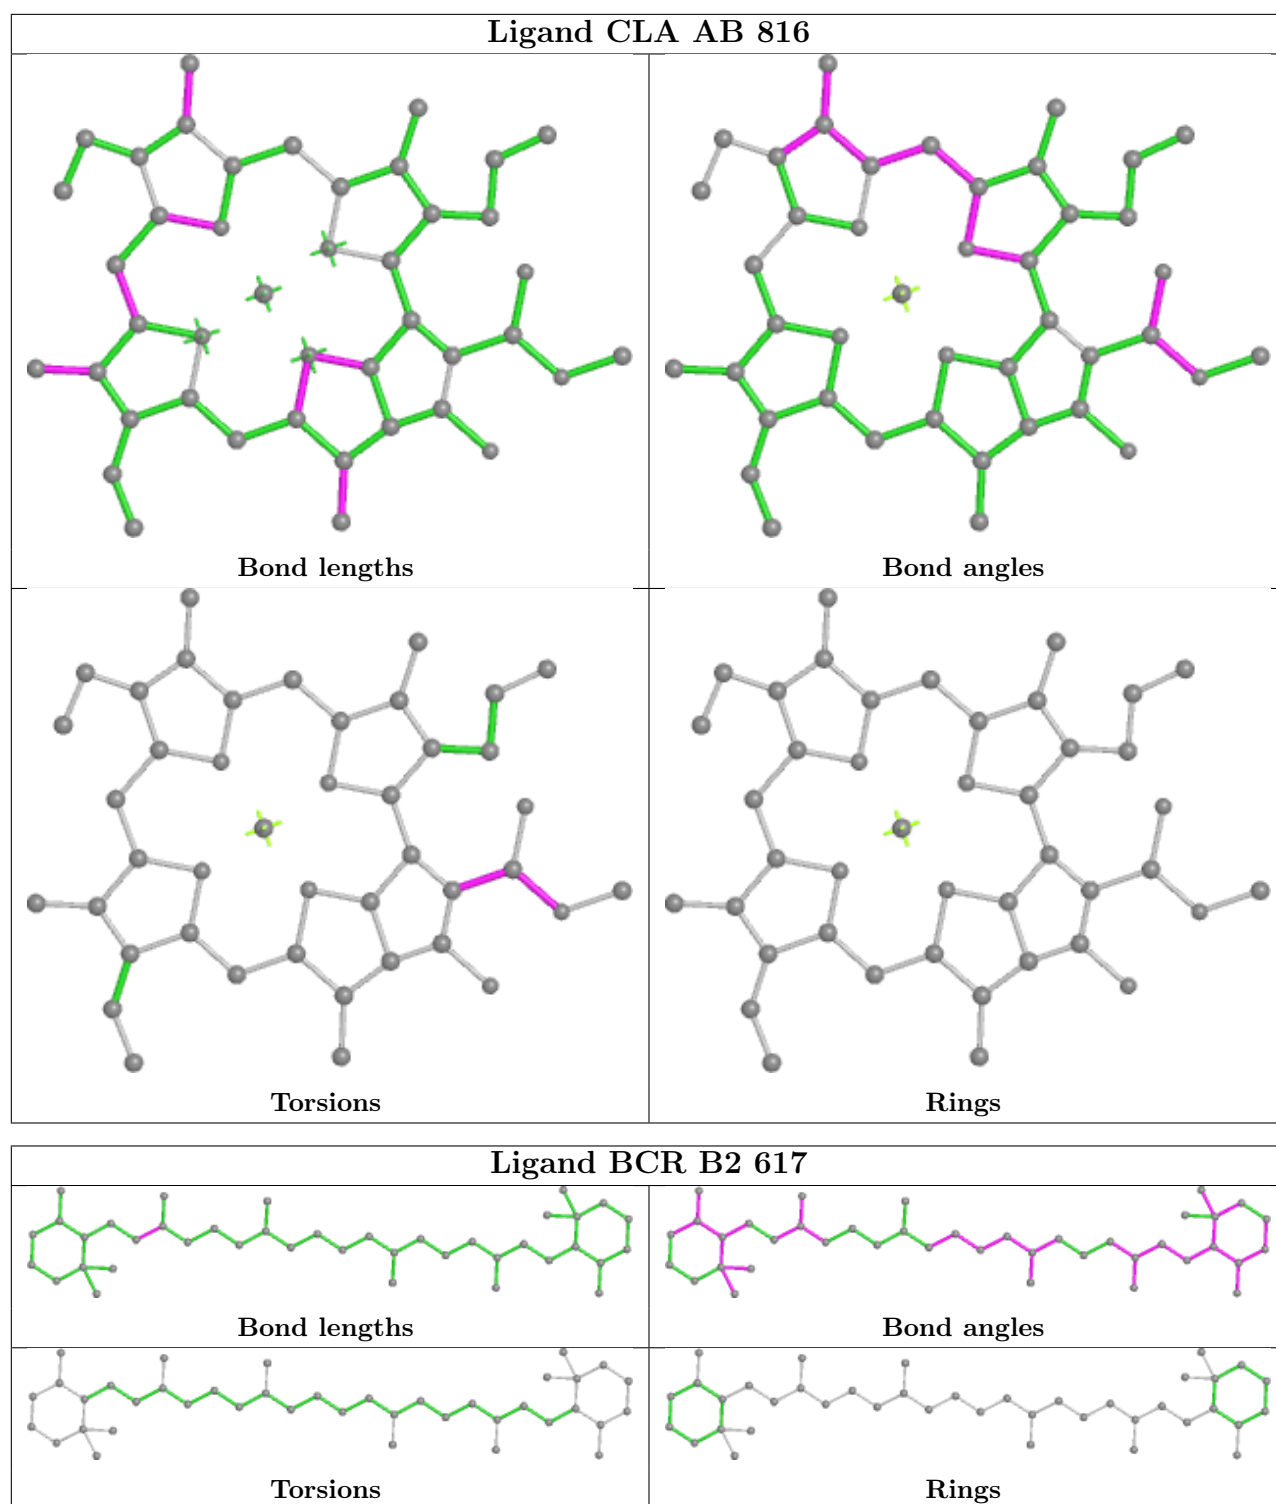 Ligand CLA AB 816
Bond lengths
Bond angles
Torsions
Rings
Ligand BCR B2 617
Bond lengths
Bond angles
Torsions
Rings